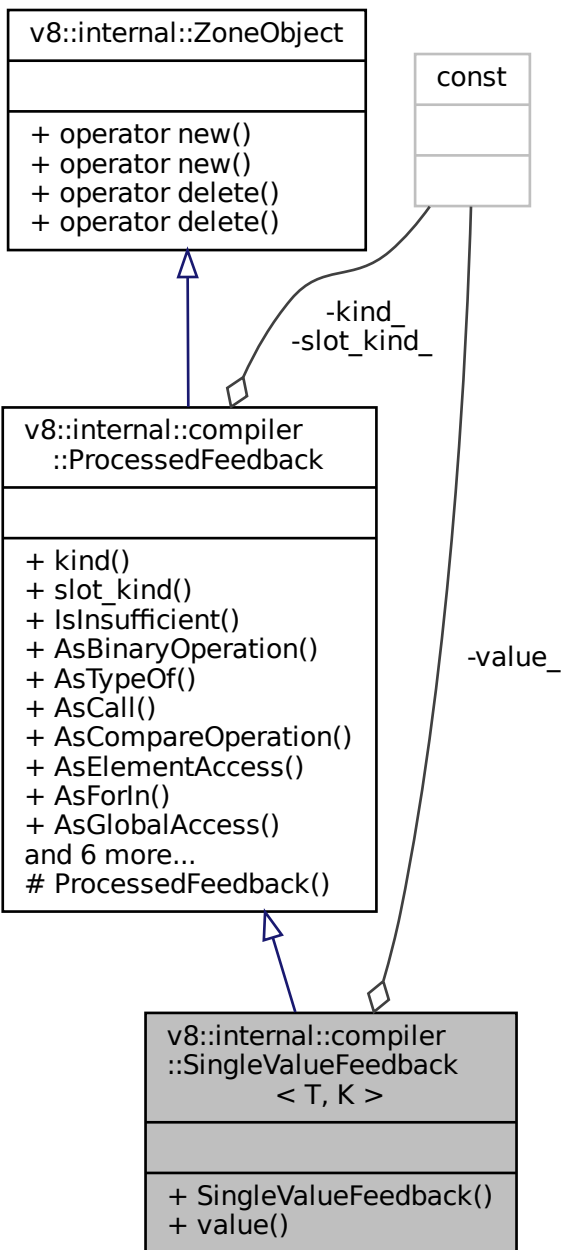 v8::internal::ZoneObject
+ operator new()
+ operator new()
+ operator delete()
+ operator delete()
const
-kind_
-slot_kind_
v8::internal::compiler
::ProcessedFeedback
+ kind()
+ slot_kind()
+ IsInsufficient()
+ AsBinaryOperation()
+ AsTypeOf()
+ AsCall()
+ AsCompareOperation()
+ AsElementAccess()
+ AsForIn()
+ AsGlobalAccess()
and 6 more...
# ProcessedFeedback()
-value_
v8::internal::compiler
::SingleValueFeedback
< T, K >
+ SingleValueFeedback()
+ value()